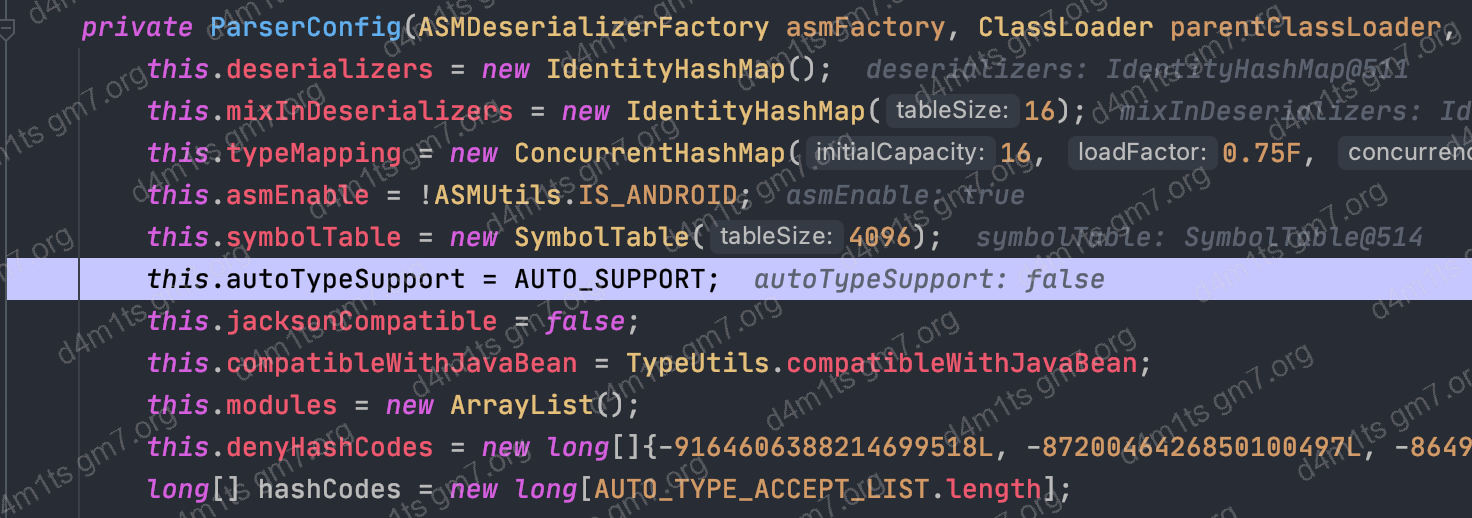 private ParserConfig(ASMDeserializerFactory asmFactory, ClassLoader parentClassLoader,
this.deserializers = new IdentityHashMap(); deserializers: IdentityHashMap@511
this.mixInDeserializers = new IdentityHashMap( tableSize: 16); mixInDeserializers: Id
this.typeMapping = new ConcurrentHashMap( initialCapacity: 16, loadFactor: 0.75F, concurrenc
this.asmEnable = !ASMUtils.IS_ANDROID; asmEnable: true
this.symbolTable = new SymbolTable( tableSize: 4096); symbolTable: SymbolTable@514
this.autoTypeSupport = AUTO_SUPPORT; autoTypeSupport: false
this.jacksonCompatible = false;
this.compatibleWithJavaBean = TypeUtils.compatibleWithJavaBean;
this.modules = new ArrayList();
this.denyHashCodes = new long[]{-9164606388214699518L, -8720046426850100497L, -8649
long[] hashCodes = new long[AUTO_TYPE_ACCEPT_LIST.length];
d4m1ts gm7.org